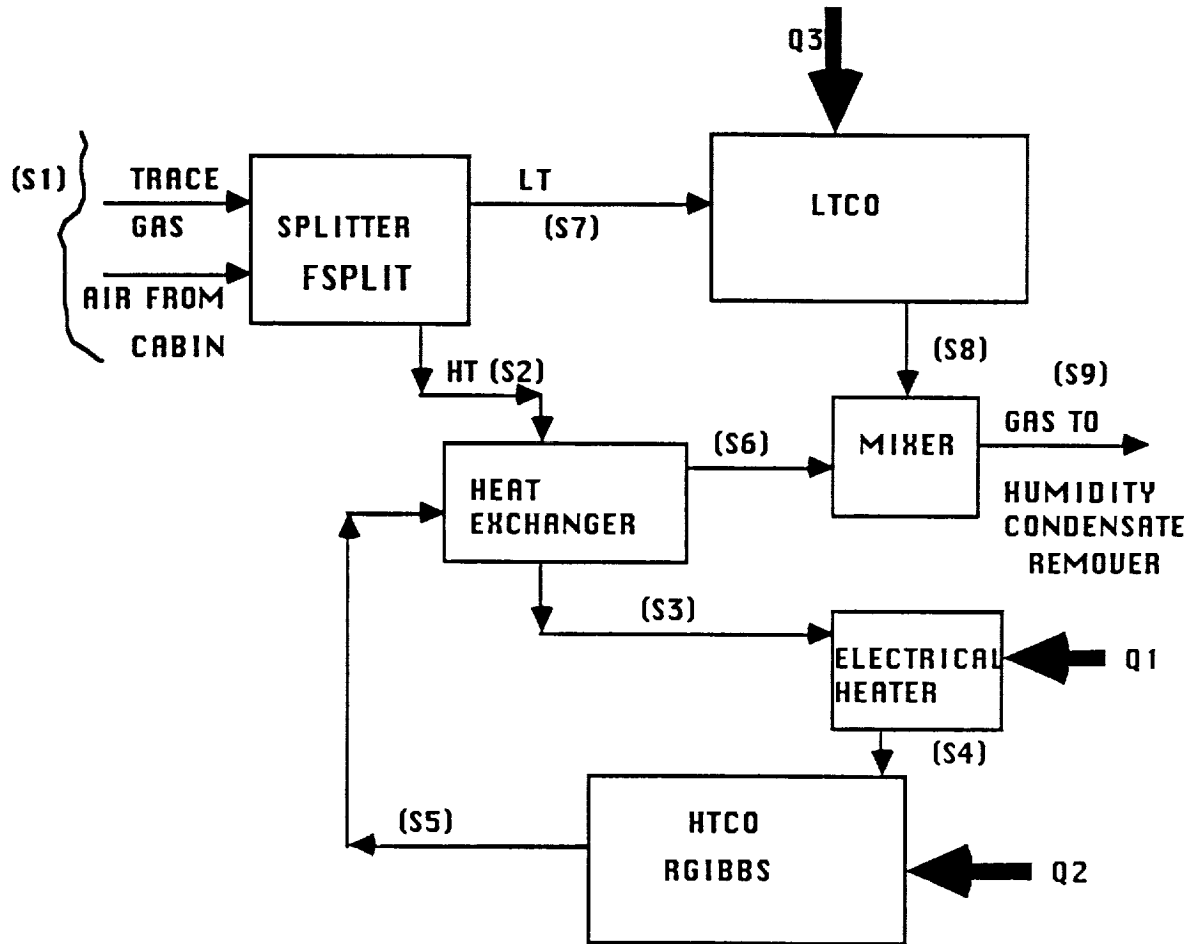 Q3
(S1)
TRACE
GAS
AIR FROM
CABIN
SPLITTER
FSPLIT
LT
(S7)
LTCO
HT (S2)
(S8)
(S9)
GAS TO
HUMIDITY
CONDENSATE
REMOVER
MIXER
(S6)
HEAT
EXCHANGER
(S3)
ELECTRICAL
HEATER
Q1
(S4)
(S5)
HTCO
RGIBBS
Q2